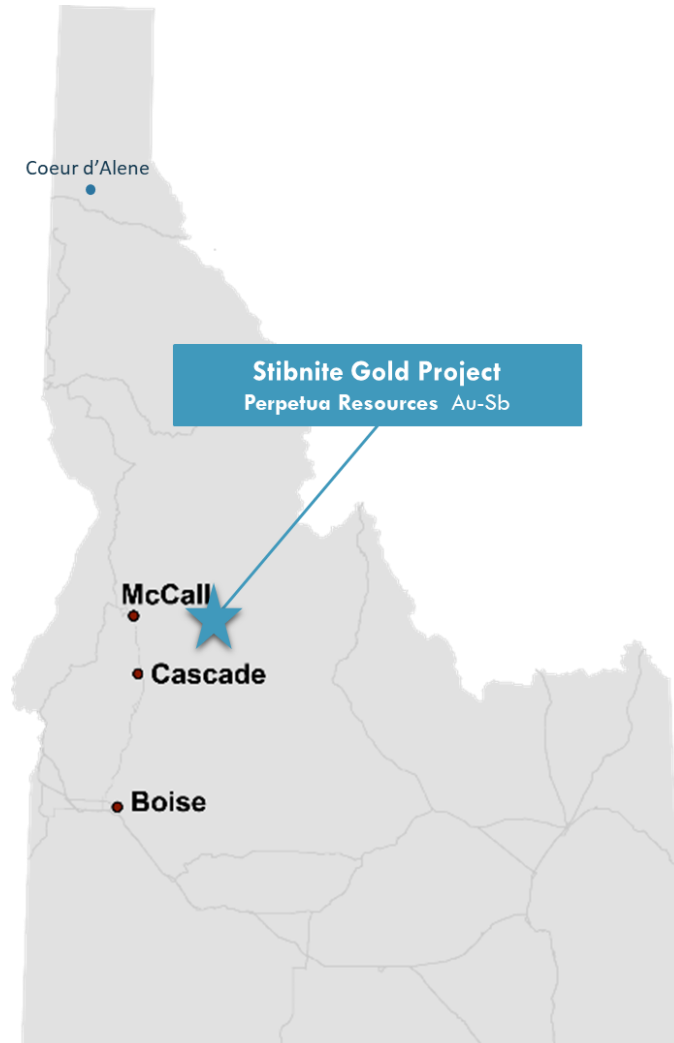 Coeur d'Alene
Stibnite Gold Project
Perpetua Resources Au-Sb
McCall
Cascade
Boise